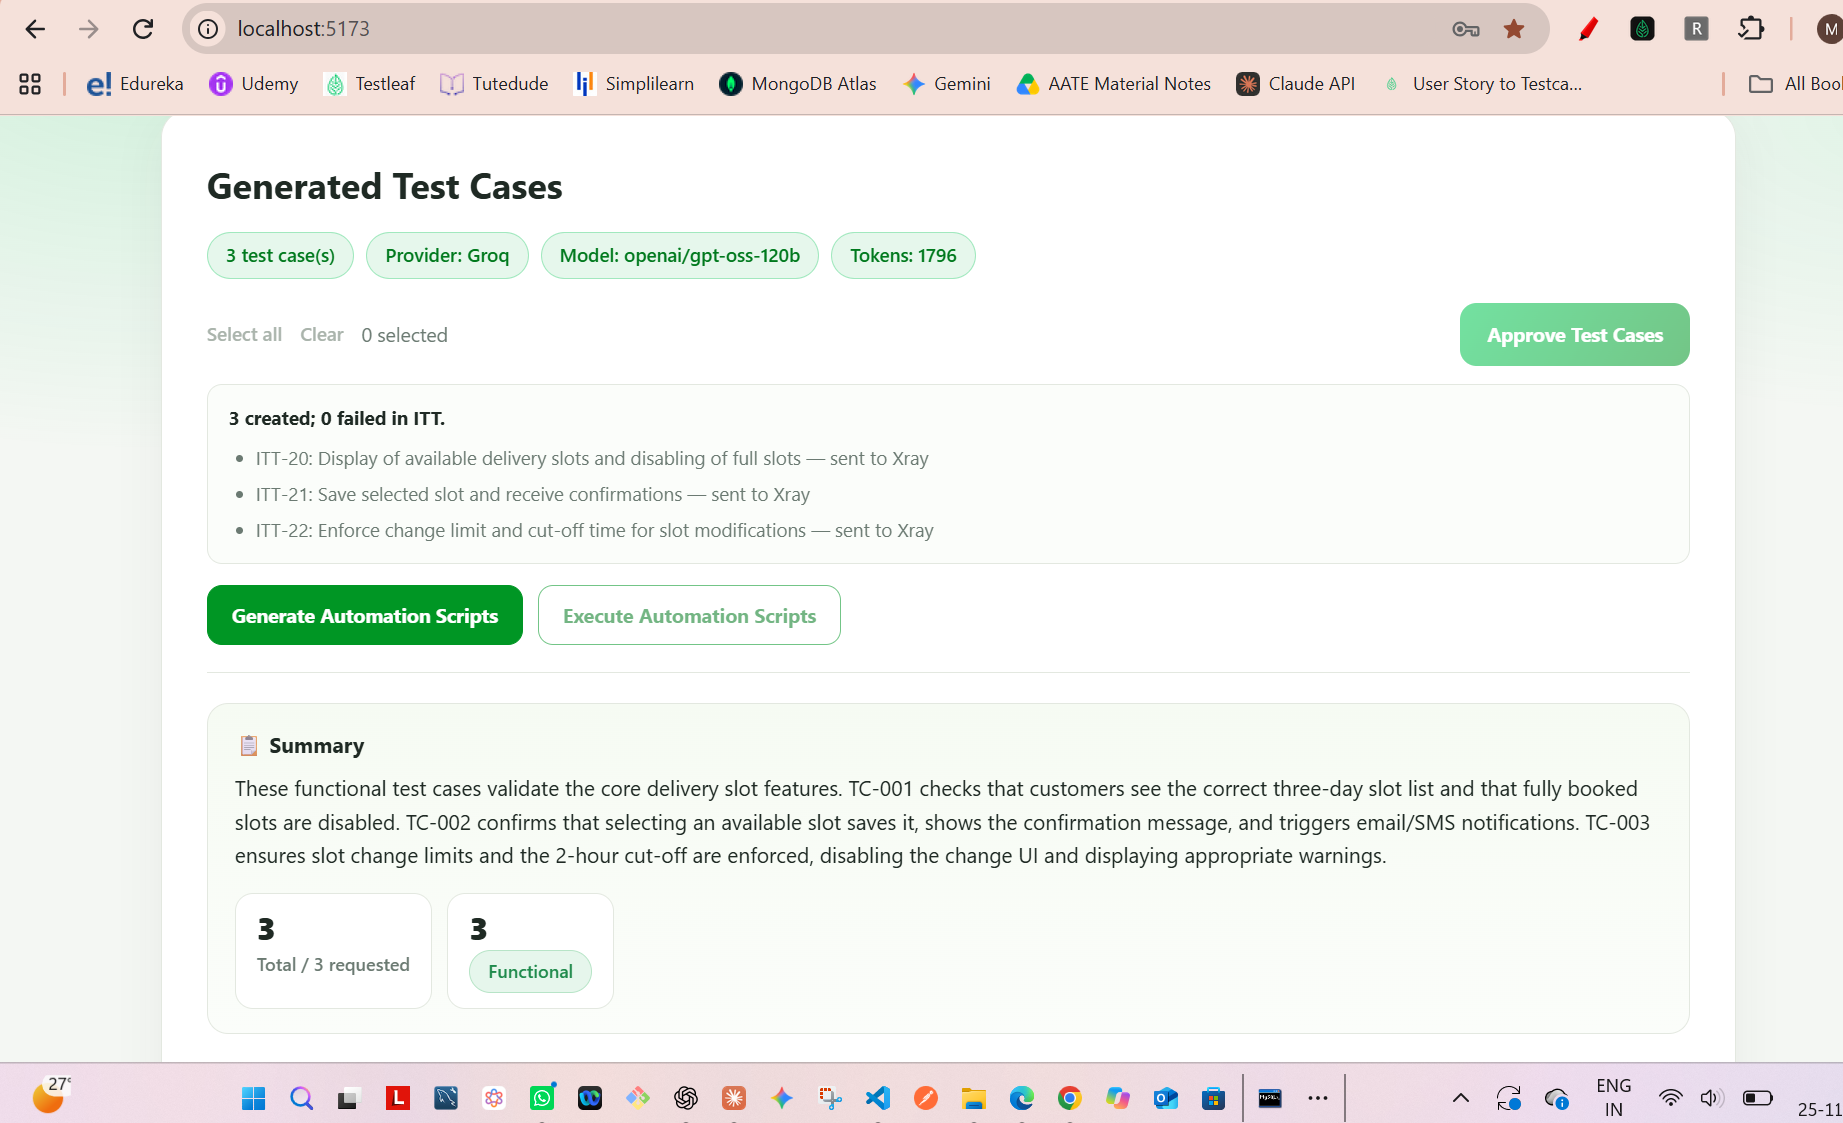 localhost:5173
R
M
Edureka
Udemy
Testleaf
Tutedude
Simplilearn
MongoDB Atlas
Gemini
AATE Material Notes
Claude API
User Story to Testca...
All Boo
Generated Test Cases
3 test case(s)
Provider: Groq
Model: openai/gpt-oss-120b
Tokens: 1796
Select all
Clear
0 selected
Approve Test Cases
3 created; 0 failed in ITT.
ITT-20: Display of available delivery slots and disabling of full slots — sent to Xray
ITT-21: Save selected slot and receive confirmations — sent to Xray
ITT-22: Enforce change limit and cut-off time for slot modifications — sent to Xray
Generate Automation Scripts
Execute Automation Scripts
Summary
These functional test cases validate the core delivery slot features. TC-001 checks that customers see the correct three-day slot list and that fully booked
slots are disabled. TC-002 confirms that selecting an available slot saves it, shows the confirmation message, and triggers email/SMS notifications. TC-003
ensures slot change limits and the 2-hour cut-off are enforced, disabling the change UI and displaying appropriate warnings.
3
Total / 3 requested
3
Functional
27°
L
ENG
IN
25-11